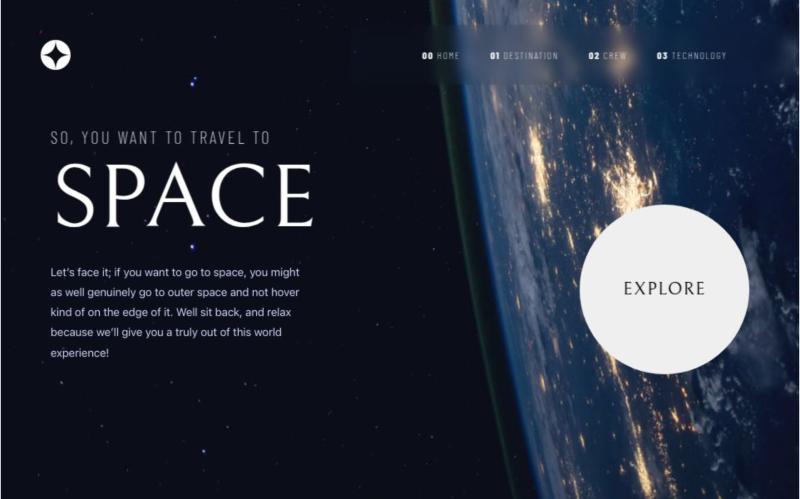 00 HOME 01 DESTINATION 02 CREW 03 TECHNOLOGY
SO, YOU WANT TO TRAVEL TO
SPACE
Let's face it; if you want to go to space, you might
as well genuinely go to outer space and not hover
kind of on the edge of it. Well sit back, and relax
because we'll give you a truly out of this world
experience!
EXPLORE